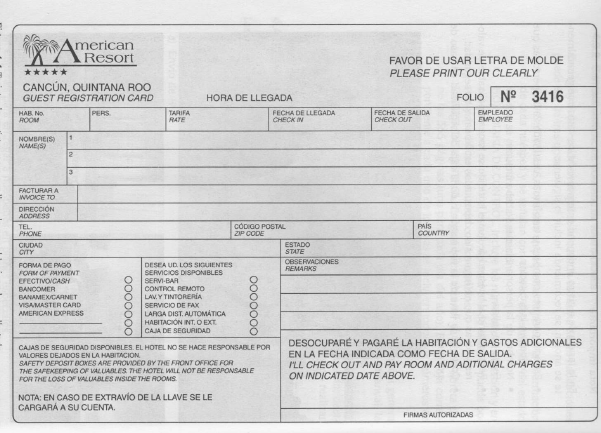 American
Resort
CANCÚN, QUINTANA ROO
GUEST REGISTRATION CARD
HORA DE LLEGADA
FAVOR DE USAR LETRA DE MOLDE
PLEASE PRINT OUR CLEARLY
FOLIO Nº 3416
HAB. No.
ROOM
PERS.
TARIFA
RATE
FECHA DE LLEGADA
CHECK IN
FECHA DE SALIDA
CHECK OUT
EMPLEADO
EMPLOYEE
NOMBRE(S)
NAME(S)
1
2
3
FACTURAR A
INVOICE TO
DIRECCIÓN
ADDRESS
TEL.
PHONE
CÓDIGO POSTAL
ZIP CODE
PAÍS
COUNTRY
CIUDAD
CITY
ESTADO
STATE
FORMA DE PAGO
FORM OF PAYMENT
EFECTIVO/CASH
BANCOMER
BANAMEX/CARNET
VISA/MASTER CARD
AMERICAN EXPRESS
DESEA UD. LOS SIGUIENTES
SERVICIOS DISPONIBLES
SERVI-BAR
CONTROL REMOTO
LAV.Y TINTORERÍA
SERVICIO DE FAX
LARGA DIST. AUTOMÁTICA
HABITACIÓN INT. O EXT.
CAJA DE SEGURIDAD
OBSERVACIONES
REMARKS
CAJAS DE SEGURIDAD DISPONIBLES. EL HOTEL NO SE HACE RESPONSABLE POR
VALORES DEJADOS EN LA HABITACION.
SAFETY DEPOSIT BOXES ARE PROVIDED BY THE FRONT OFFICE FOR
THE SAFEKEEPING OF VALUABLES. THE HOTEL WILL NOT BE RESPONSABLE
FOR THE LOSS OF VALUABLES INSIDE THE ROOMS.
NOTA: EN CASO DE EXTRAVÍO DE LA LLAVE SE LE
CARGARÁ A SU CUENTA.
DESOCUPARÉ Y PAGARÉ LA HABITACIÓN Y GASTOS ADICIONALES
EN LA FECHA INDICADA COMO FECHA DE SALIDA.
I'LL CHECK OUT AND PAY ROOM AND ADITIONAL CHARGES
ON INDICATED DATE ABOVE.
FIRMAS AUTORIZADAS